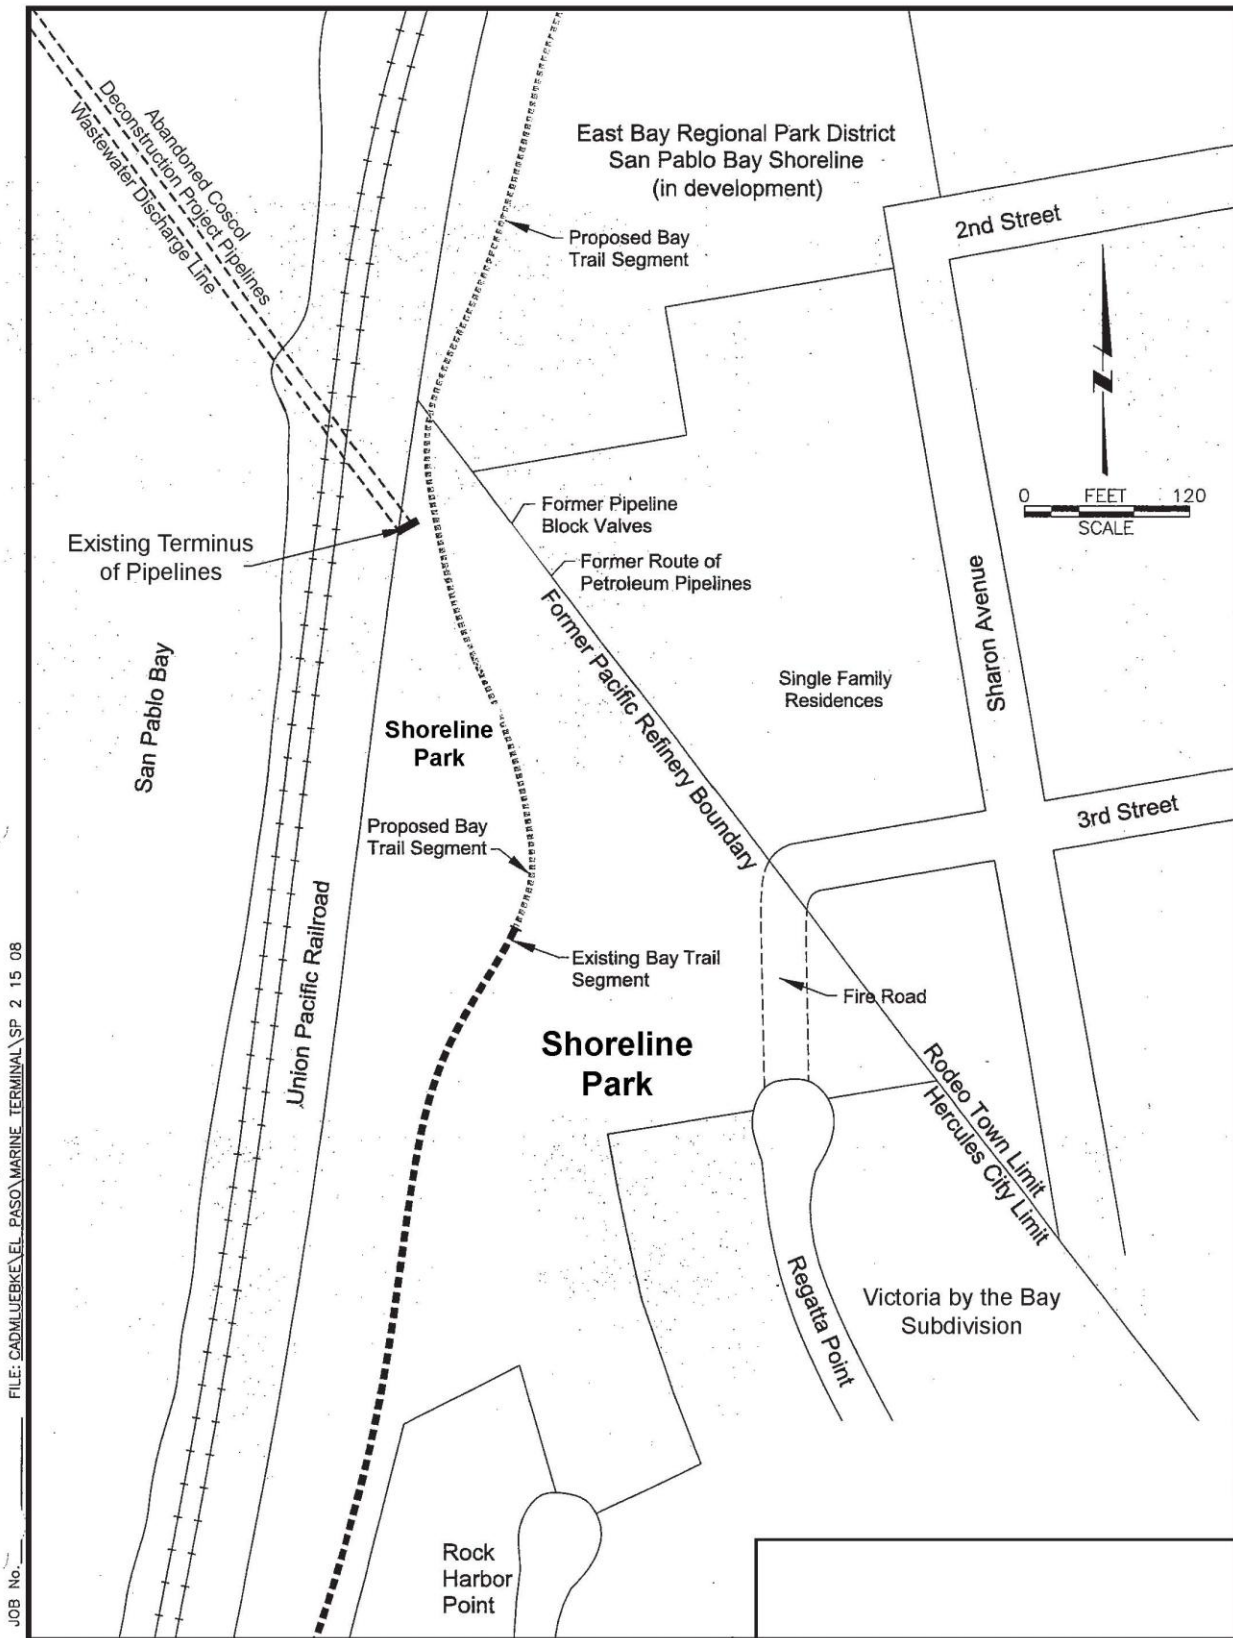 Abandoned Coscol
Deconstruction Project Pipelines
Wastewater Discharge Line
East Bay Regional Park District
San Pablo Bay Shoreline
(in development)
2nd Street
Proposed Bay
Trail Segment
N
0 FEET 120
SCALE
Former Pipeline
Block Valves
Existing Terminus
of Pipelines
Former Route of
Petroleum Pipelines
Former Pacific Refinery Boundary
Sharon Avenue
San Pablo Bay
Single Family
Residences
Shoreline
Park
3rd Street
Proposed Bay
Trail Segment
Union Pacific Railroad
Existing Bay Trail
Segment
Fire Road
Shoreline
Park
Rodeo Town Limit
Hercules City Limit
Regatta Point
Victoria by the Bay
Subdivision
Rock
Harbor
Point
JOB No. FILE: CADMLUEBKE\EL PASO\MARINE TERMINAL\SP 2 15 08